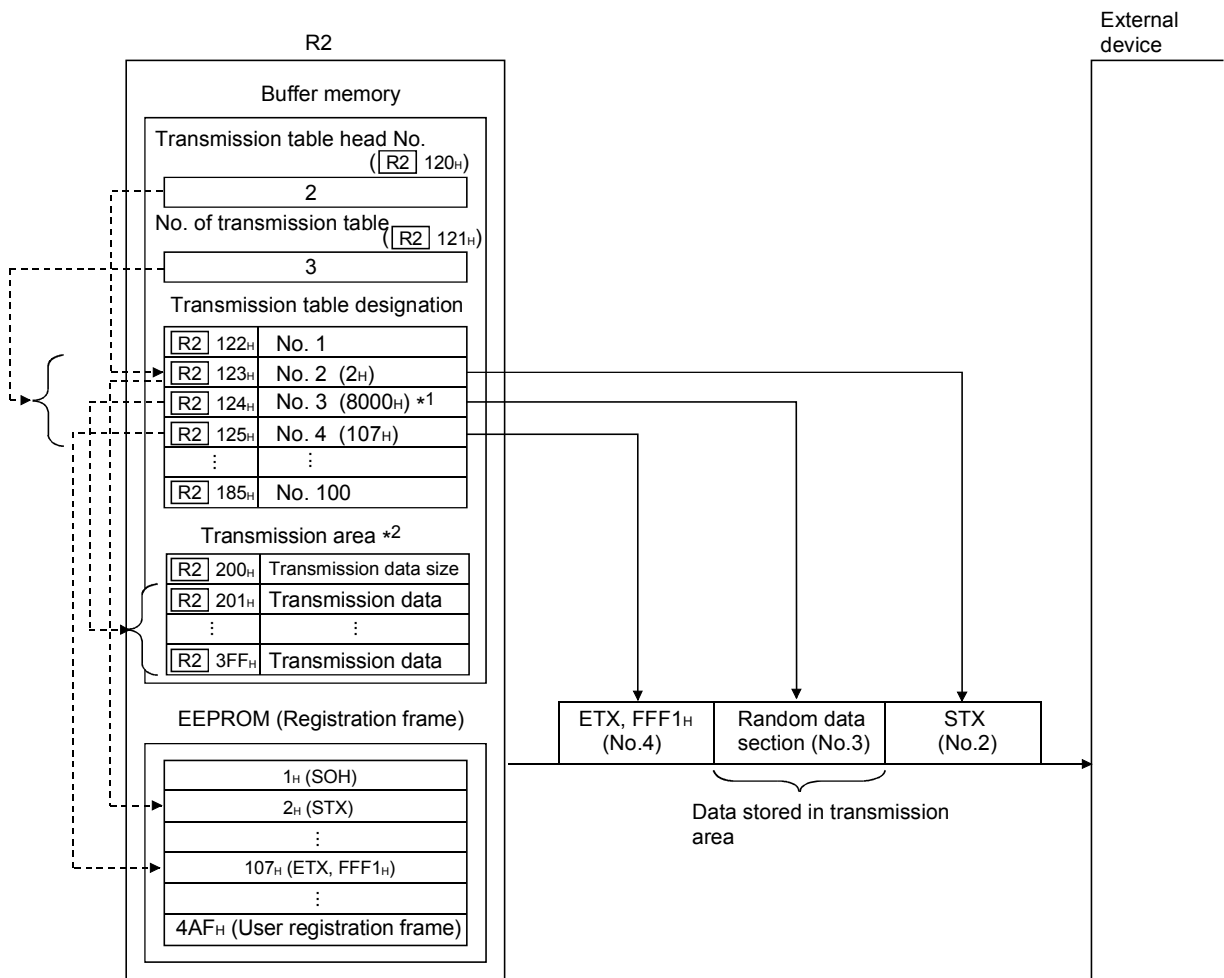 External
device
R2
Buffer memory
Transmission table head No.
( R2 120H)
2
No. of transmission table
( R2 121H)
3
Transmission table designation
R2 122H No. 1
R2 123H No. 2 (2H)
R2 124H No. 3 (8000H) *1
R2 125H No. 4 (107H)
⋮ ⋮
R2 185H No. 100
Transmission area *2
R2 200H Transmission data size
R2 201H Transmission data
⋮ ⋮
R2 3FFH Transmission data
EEPROM (Registration frame)
1H (SOH)
2H (STX)
⋮
107H (ETX, FFF1H)
⋮
4AFH (User registration frame)
ETX, FFF1H
(No.4)
Random data
section (No.3)
STX
(No.2)
Data stored in transmission
area